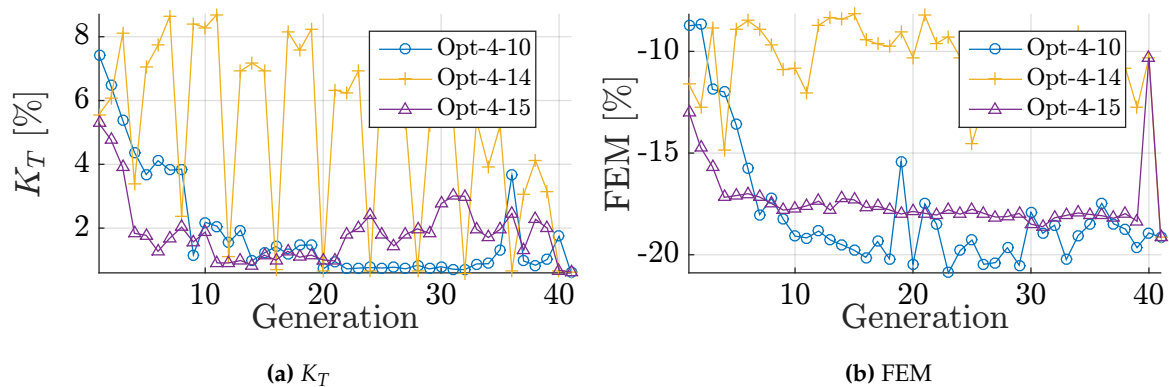 8
6
4
2
K_T [%]
10
20
30
40
Generation
Opt-4-10
Opt-4-14
Opt-4-15
(a) K_T
-10
-15
-20
FEM [%]
10
20
30
40
Generation
Opt-4-10
Opt-4-14
Opt-4-15
(b) FEM